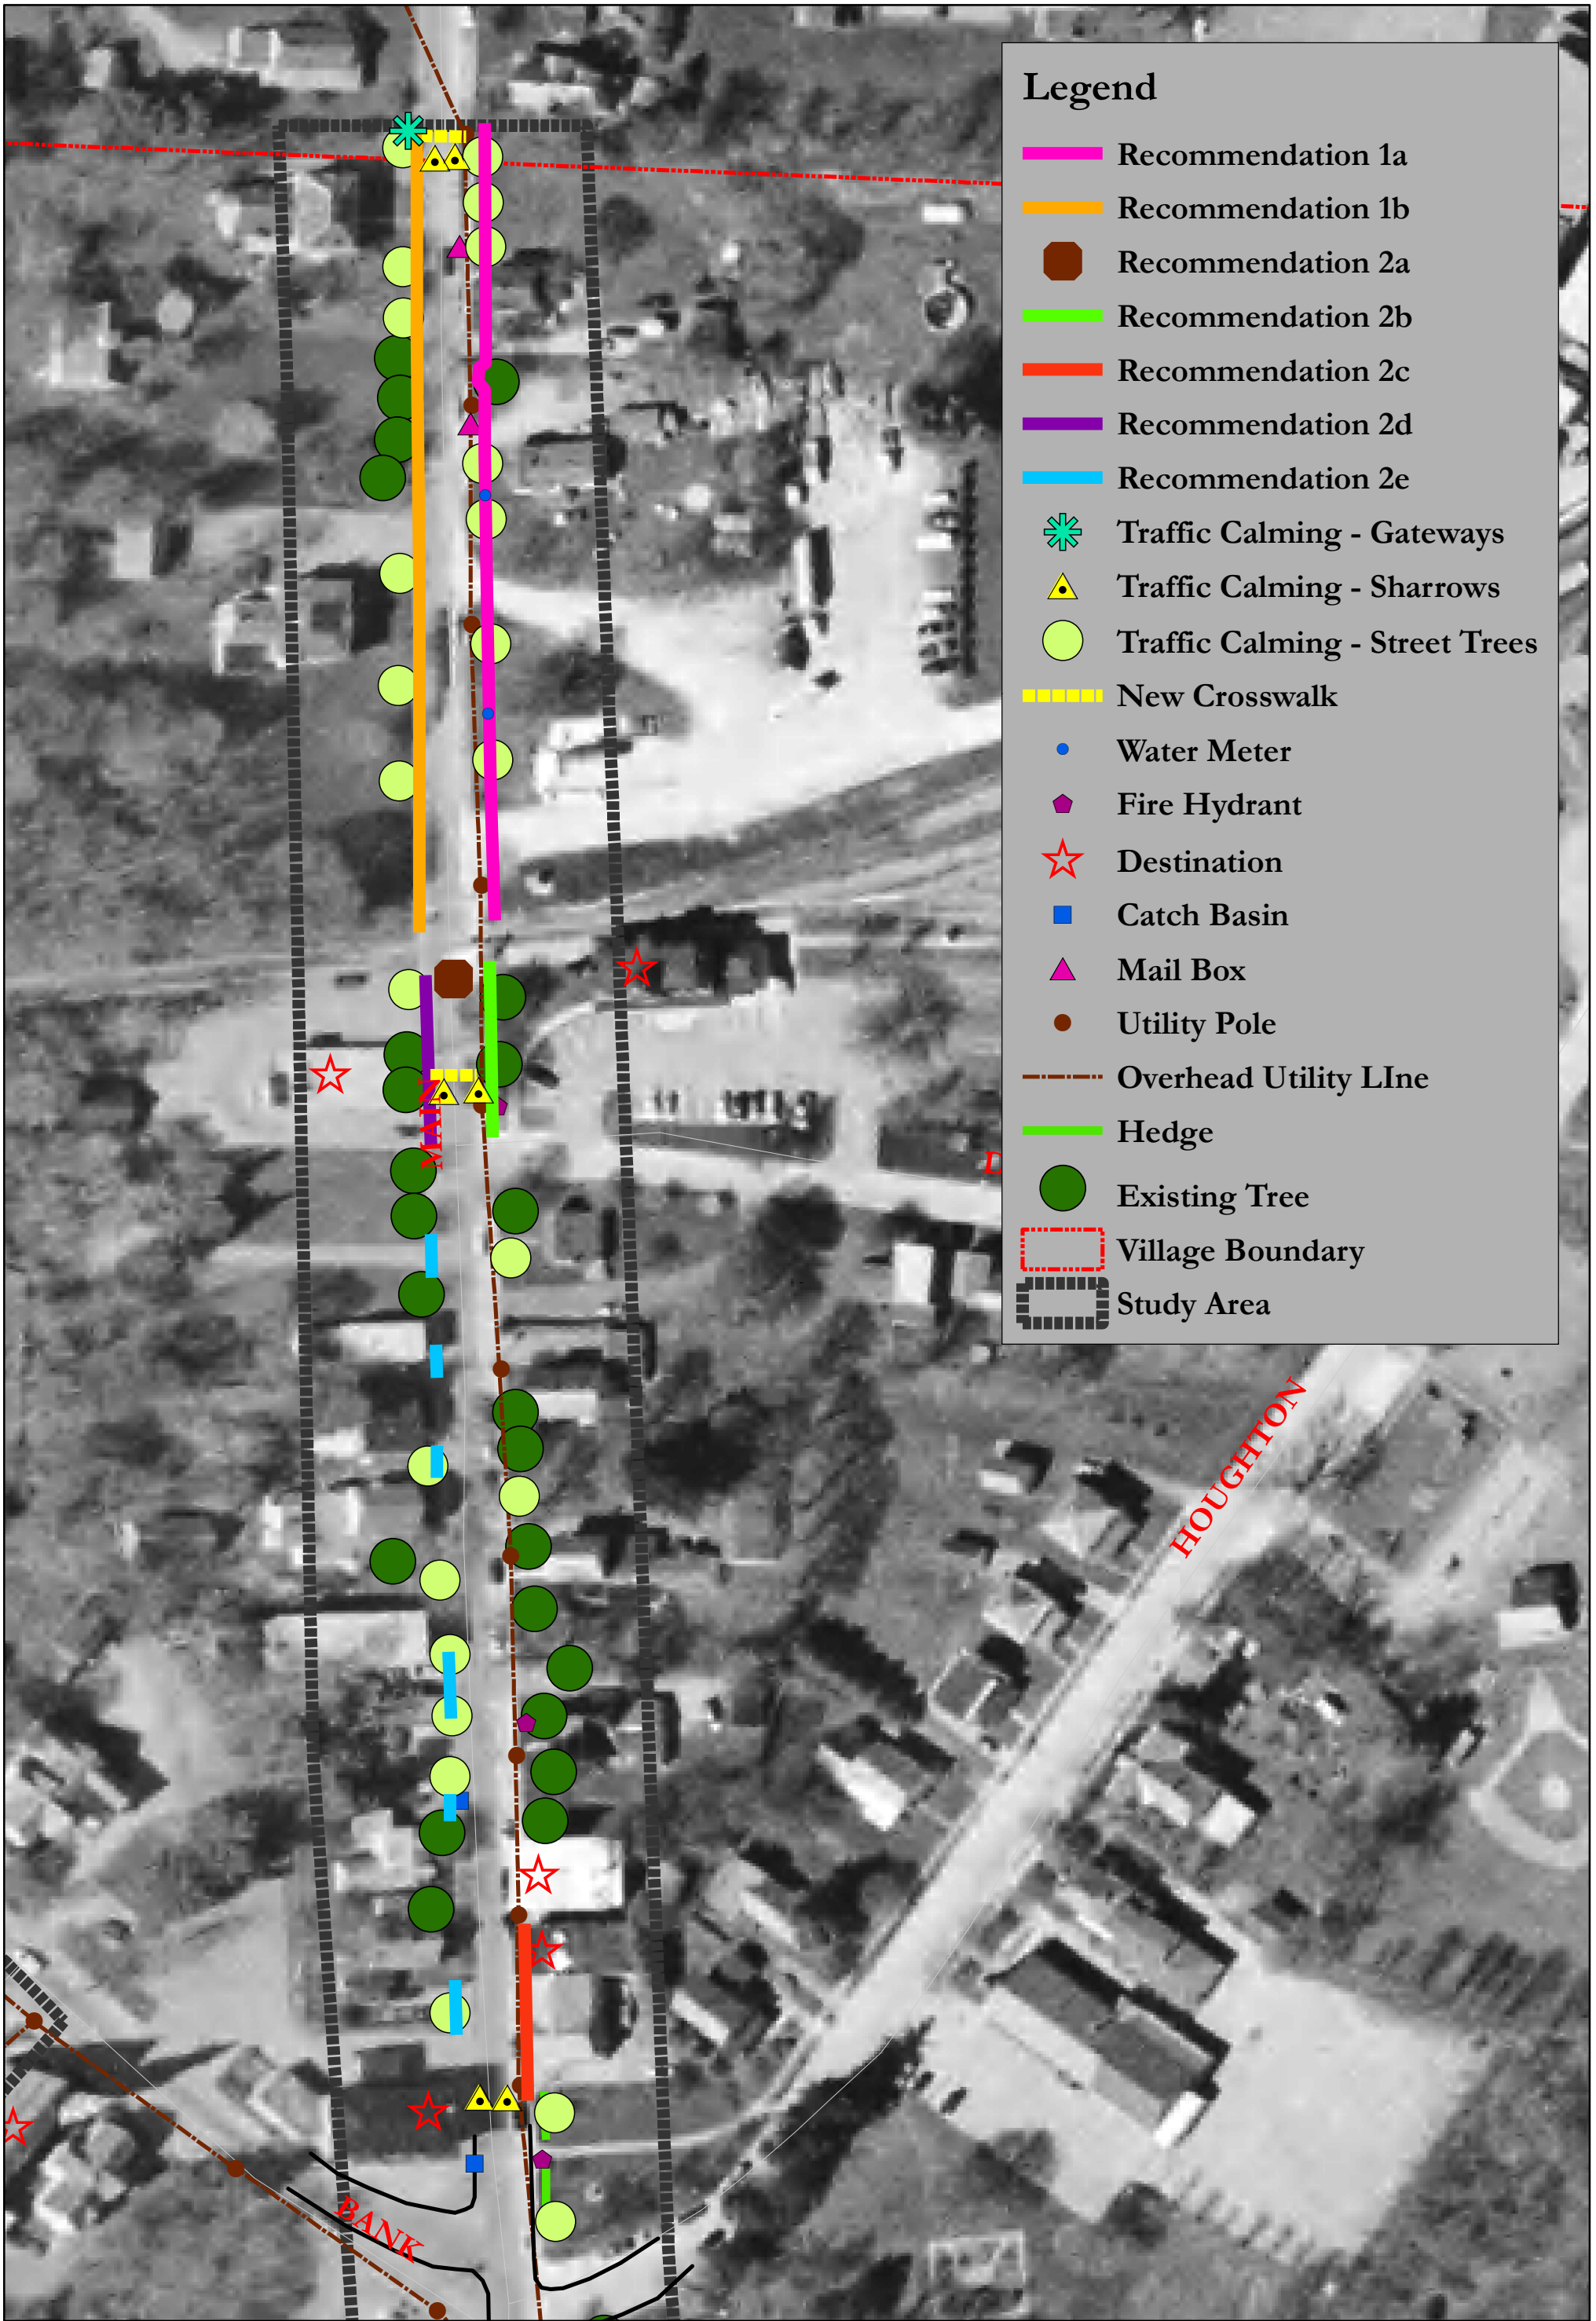 Legend
Recommendation 1a
Recommendation 1b
Recommendation 2a
Recommendation 2b
Recommendation 2c
Recommendation 2d
Recommendation 2e
Traffic Calming - Gateways
Traffic Calming - Sharrows
Traffic Calming - Street Trees
New Crosswalk
Water Meter
Fire Hydrant
Destination
Catch Basin
Mail Box
Utility Pole
Overhead Utility LIne
Hedge
Existing Tree
Village Boundary
Study Area
MAIN
D
HOUGHTON
BANK